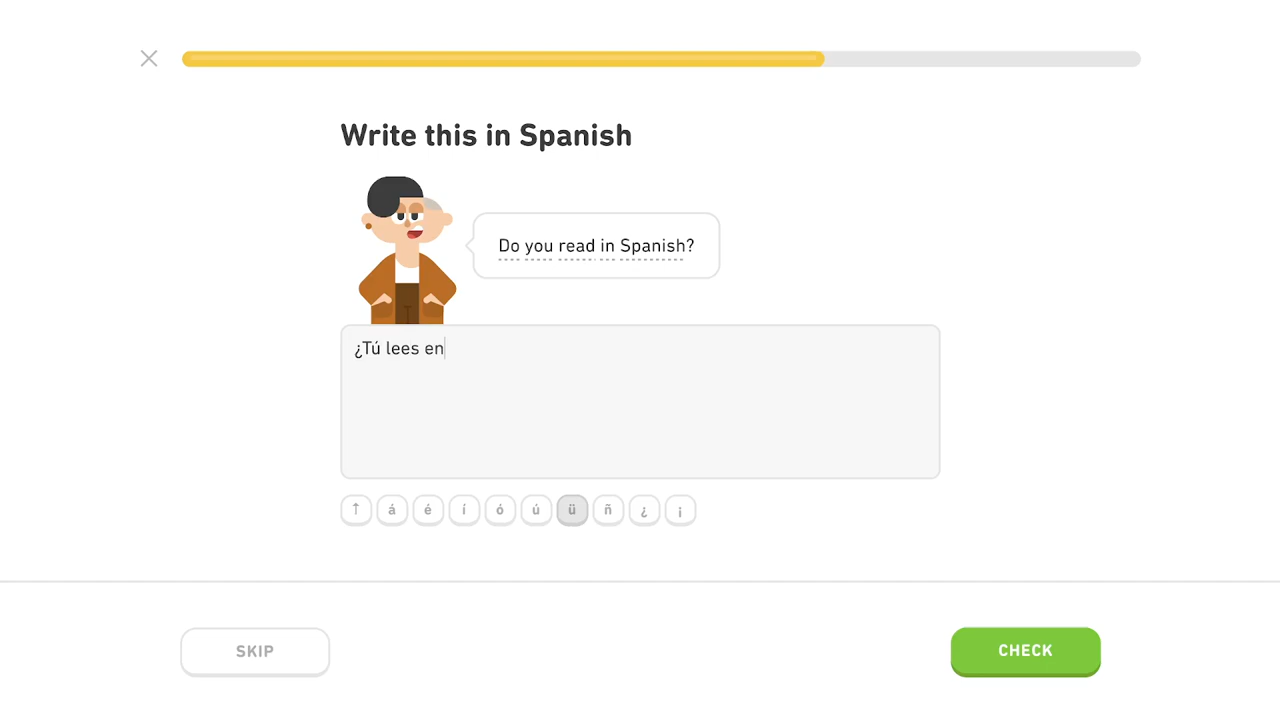 Write this in Spanish
Do you read in Spanish?
¿Tú lees en
↑ á é í ó ú ü ñ ¿ ¡
SKIP
CHECK